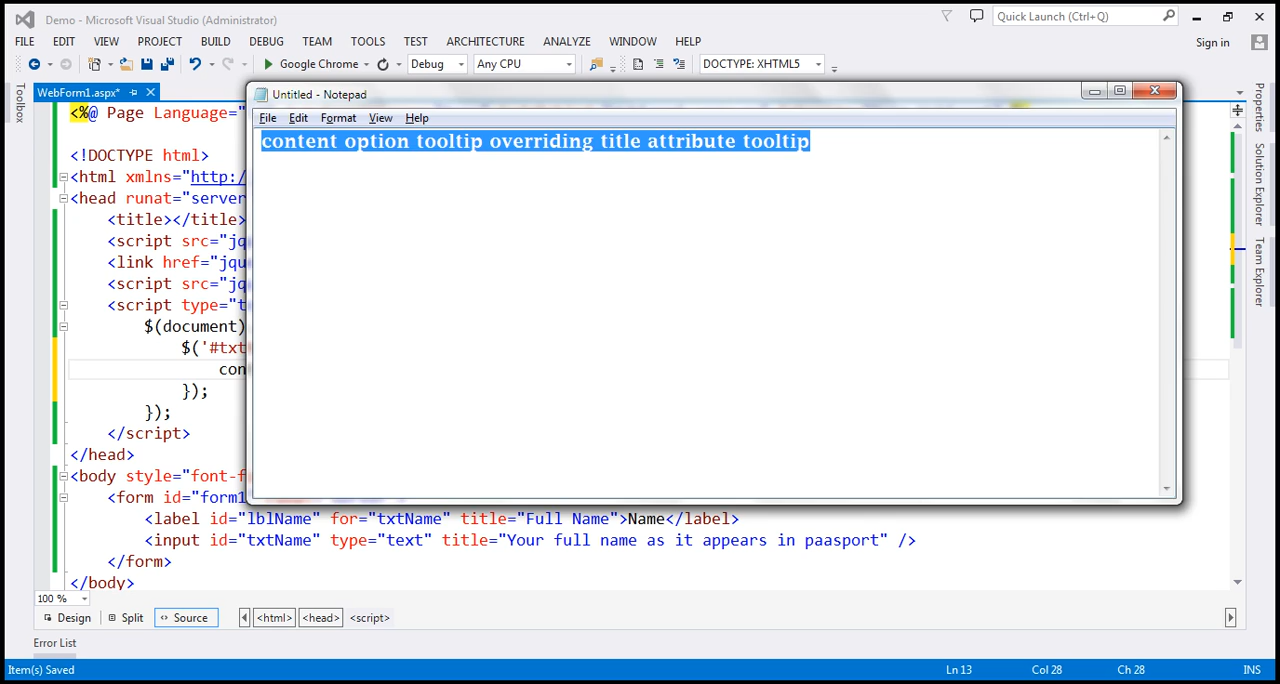 Demo - Microsoft Visual Studio (Administrator)
Quick Launch (Ctrl+Q)
FILE EDIT VIEW PROJECT BUILD DEBUG TEAM TOOLS TEST ARCHITECTURE ANALYZE WINDOW HELP
Sign in
Google Chrome Debug Any CPU DOCTYPE: XHTML5
Toolbox
WebForm1.aspx*
Untitled - Notepad
File Edit Format View Help
content option tooltip overriding title attribute tooltip
<%@ Page Language="
<!DOCTYPE html>
<html xmlns="http:/
<head runat="server
<title></title>
<script src="jq
<link href="jqu
<script src="jq
<script type="t
$(document)
$('#txt
con
});
});
</script>
</head>
<body style="font-f
<form id="form1
<label id="lblName" for="txtName" title="Full Name">Name</label>
<input id="txtName" type="text" title="Your full name as it appears in paasport" />
</form>
</body>
Properties
Solution Explorer
Team Explorer
100 %
Design Split Source <html> <head> <script>
Error List
Item(s) Saved Ln 13 Col 28 Ch 28 INS